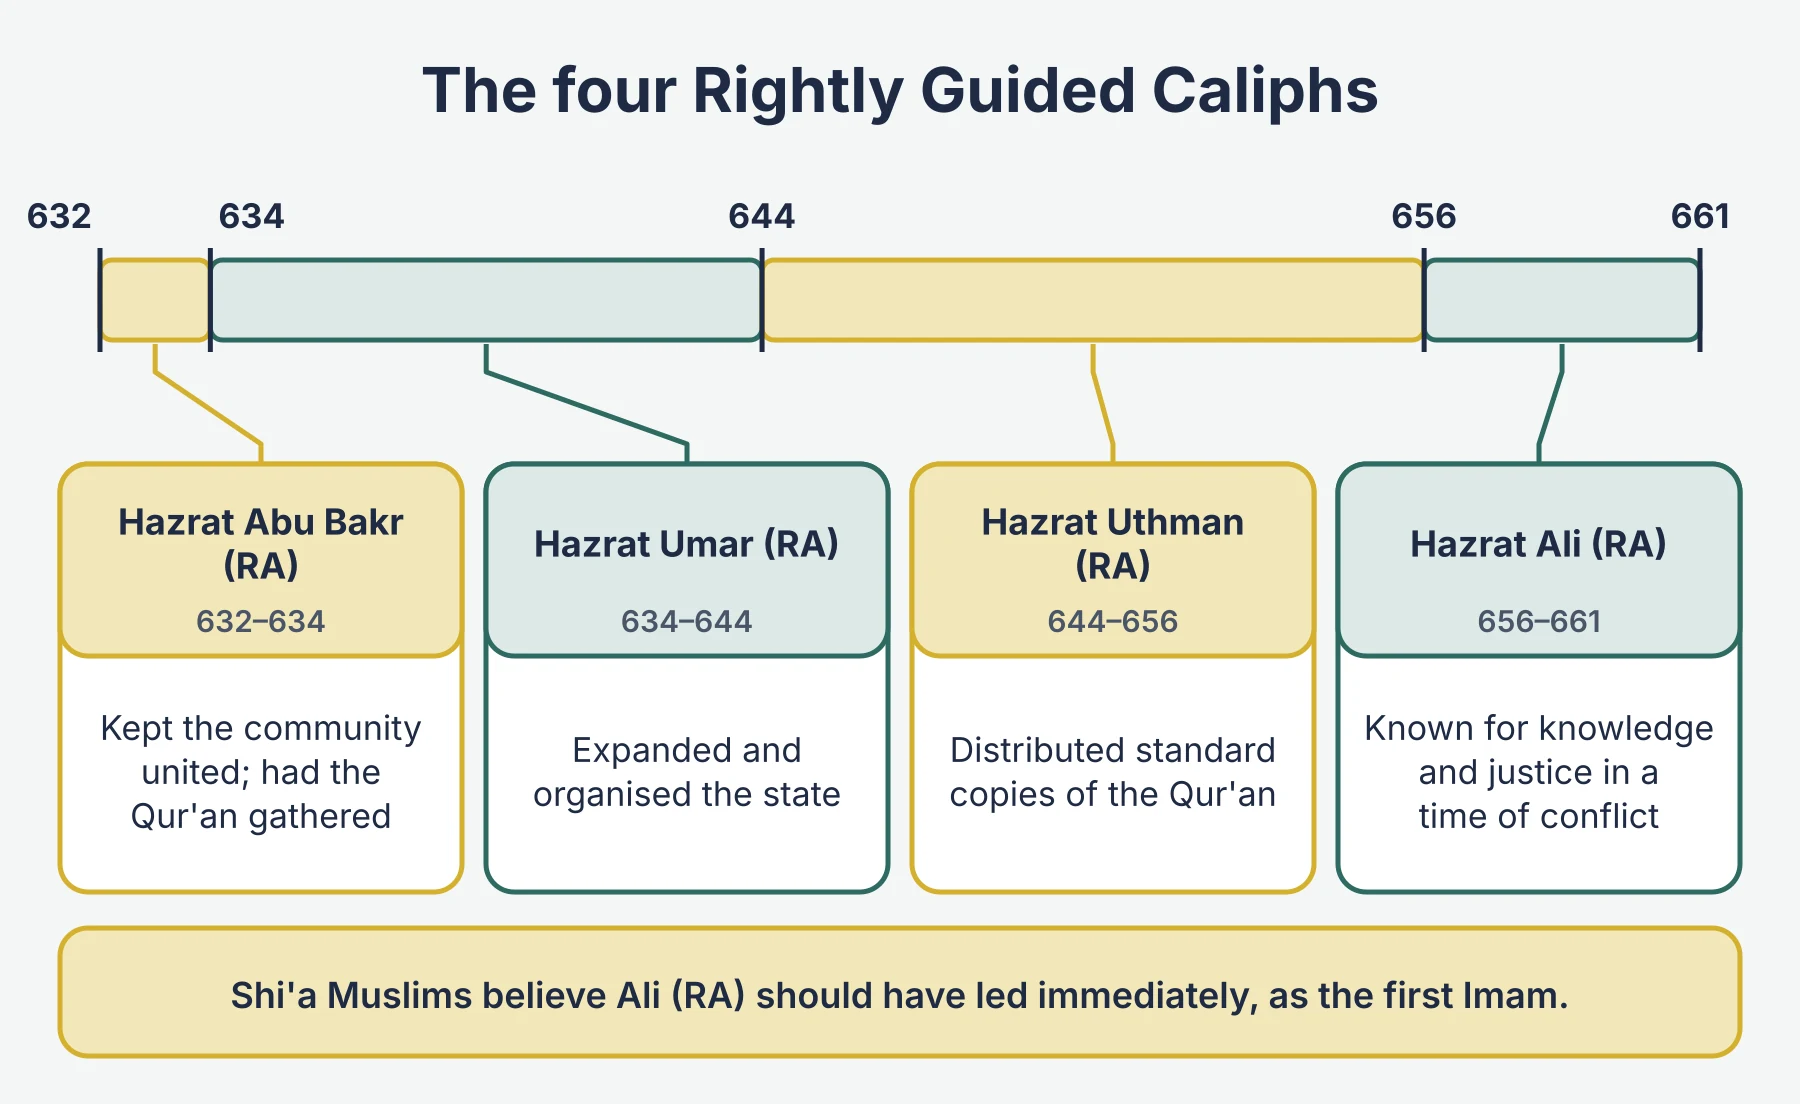 The four Rightly Guided Caliphs
632
634
644
656
661
Hazrat Abu Bakr
(RA)
632–634
Kept the community
united; had the
Qur'an gathered
Hazrat Umar (RA)
634–644
Expanded and
organised the state
Hazrat Uthman
(RA)
644–656
Distributed standard
copies of the Qur'an
Hazrat Ali (RA)
656–661
Known for knowledge
and justice in a
time of conflict
Shi'a Muslims believe Ali (RA) should have led immediately, as the first Imam.